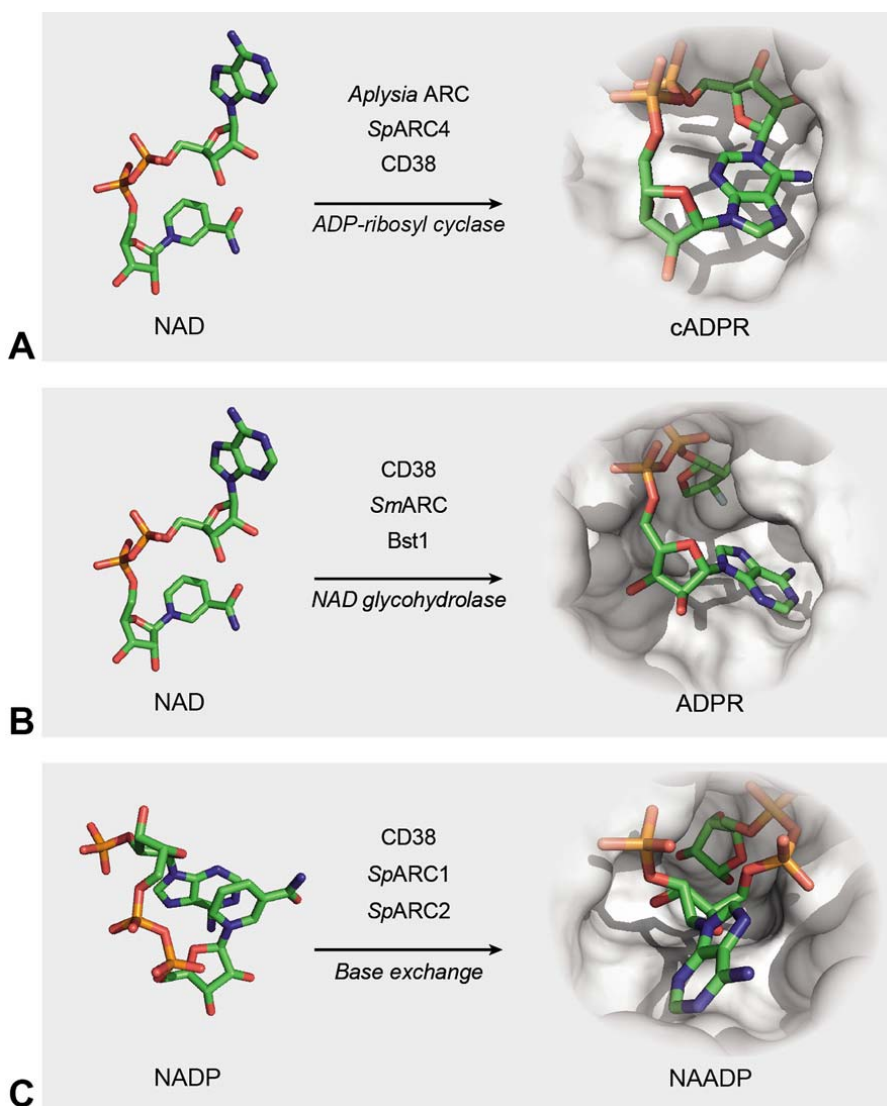 Aplysia ARC
SpARC4
CD38
ADP-ribosyl cyclase
NAD
cADPR
A
CD38
SmARC
Bst1
NAD glycohydrolase
NAD
ADPR
B
CD38
SpARC1
SpARC2
Base exchange
NADP
NAADP
C